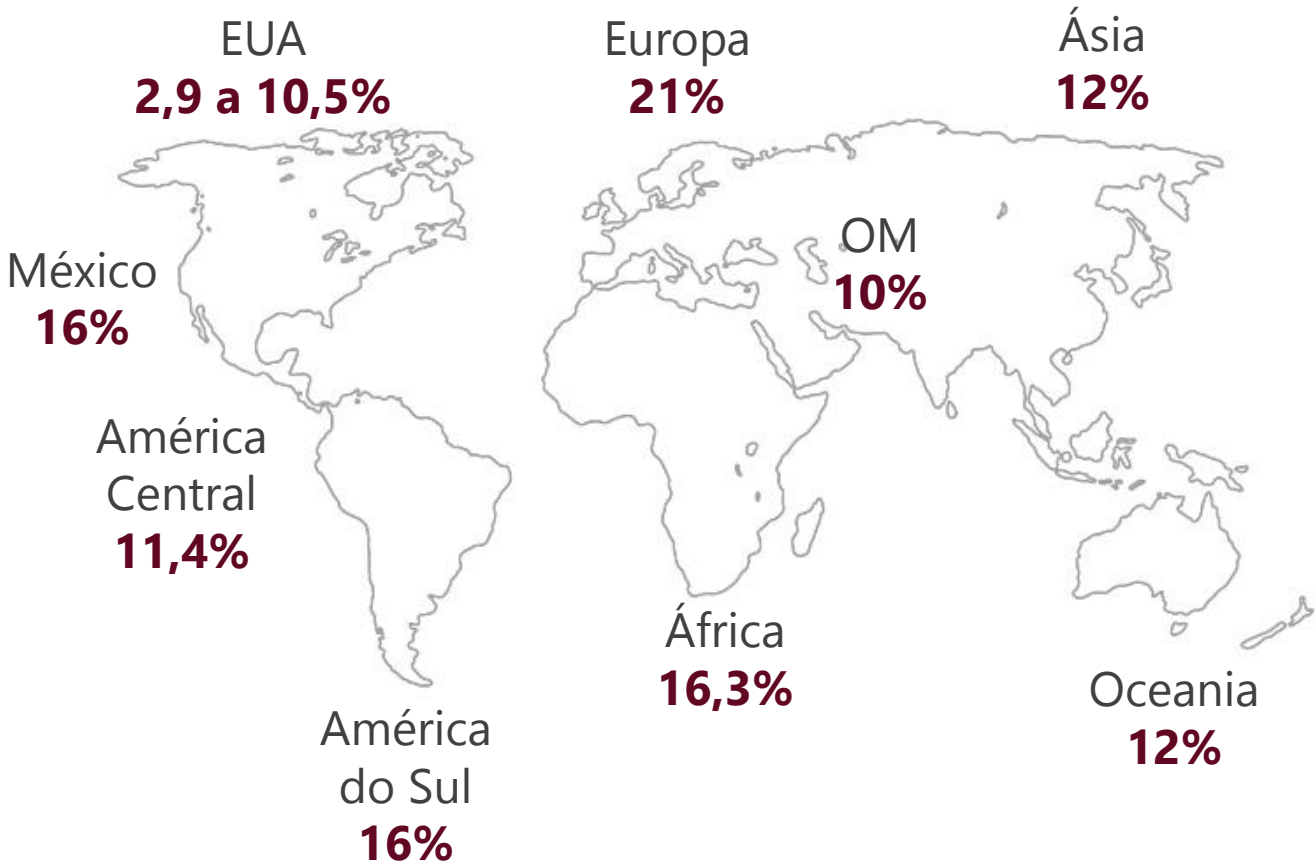 EUA
2,9 a 10,5%
Europa
21%
Ásia
12%
México
16%
OM
10%
América
Central
11,4%
África
16,3%
Oceania
12%
América
do Sul
16%